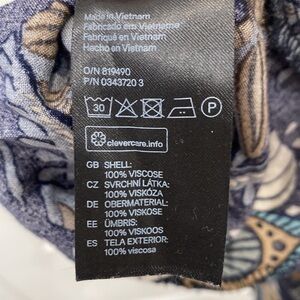 Made in Vietnam
Fabricado em Vietname
Fabriqué en Vietnam
Hecho en Vietnam
O/N 819490
P/N 0343720 3
30 P
clevercare.info
GB SHELL:
100% VISCOSE
CZ SVRCHNÍ LÁTKA:
100% VISKÓZA
DE OBERMATERIAL:
100% VISKOSE
EE ÜMBRIS:
100% VISKOOS
ES TELA EXTERIOR:
100% viscosa